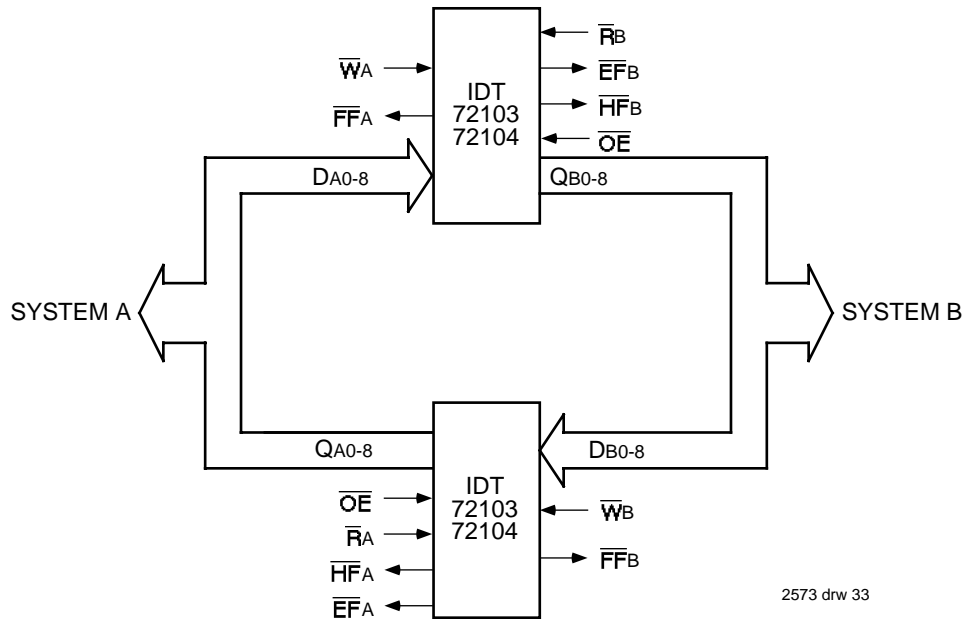 R̅B
W̅A
E̅F̅B
IDT
72103
72104
H̅F̅B
F̅F̅A
O̅E̅
DA0-8
QB0-8
SYSTEM A
SYSTEM B
QA0-8
DB0-8
IDT
72103
72104
O̅E̅
W̅B
R̅A
F̅F̅B
H̅F̅A
E̅F̅A
2573 drw 33